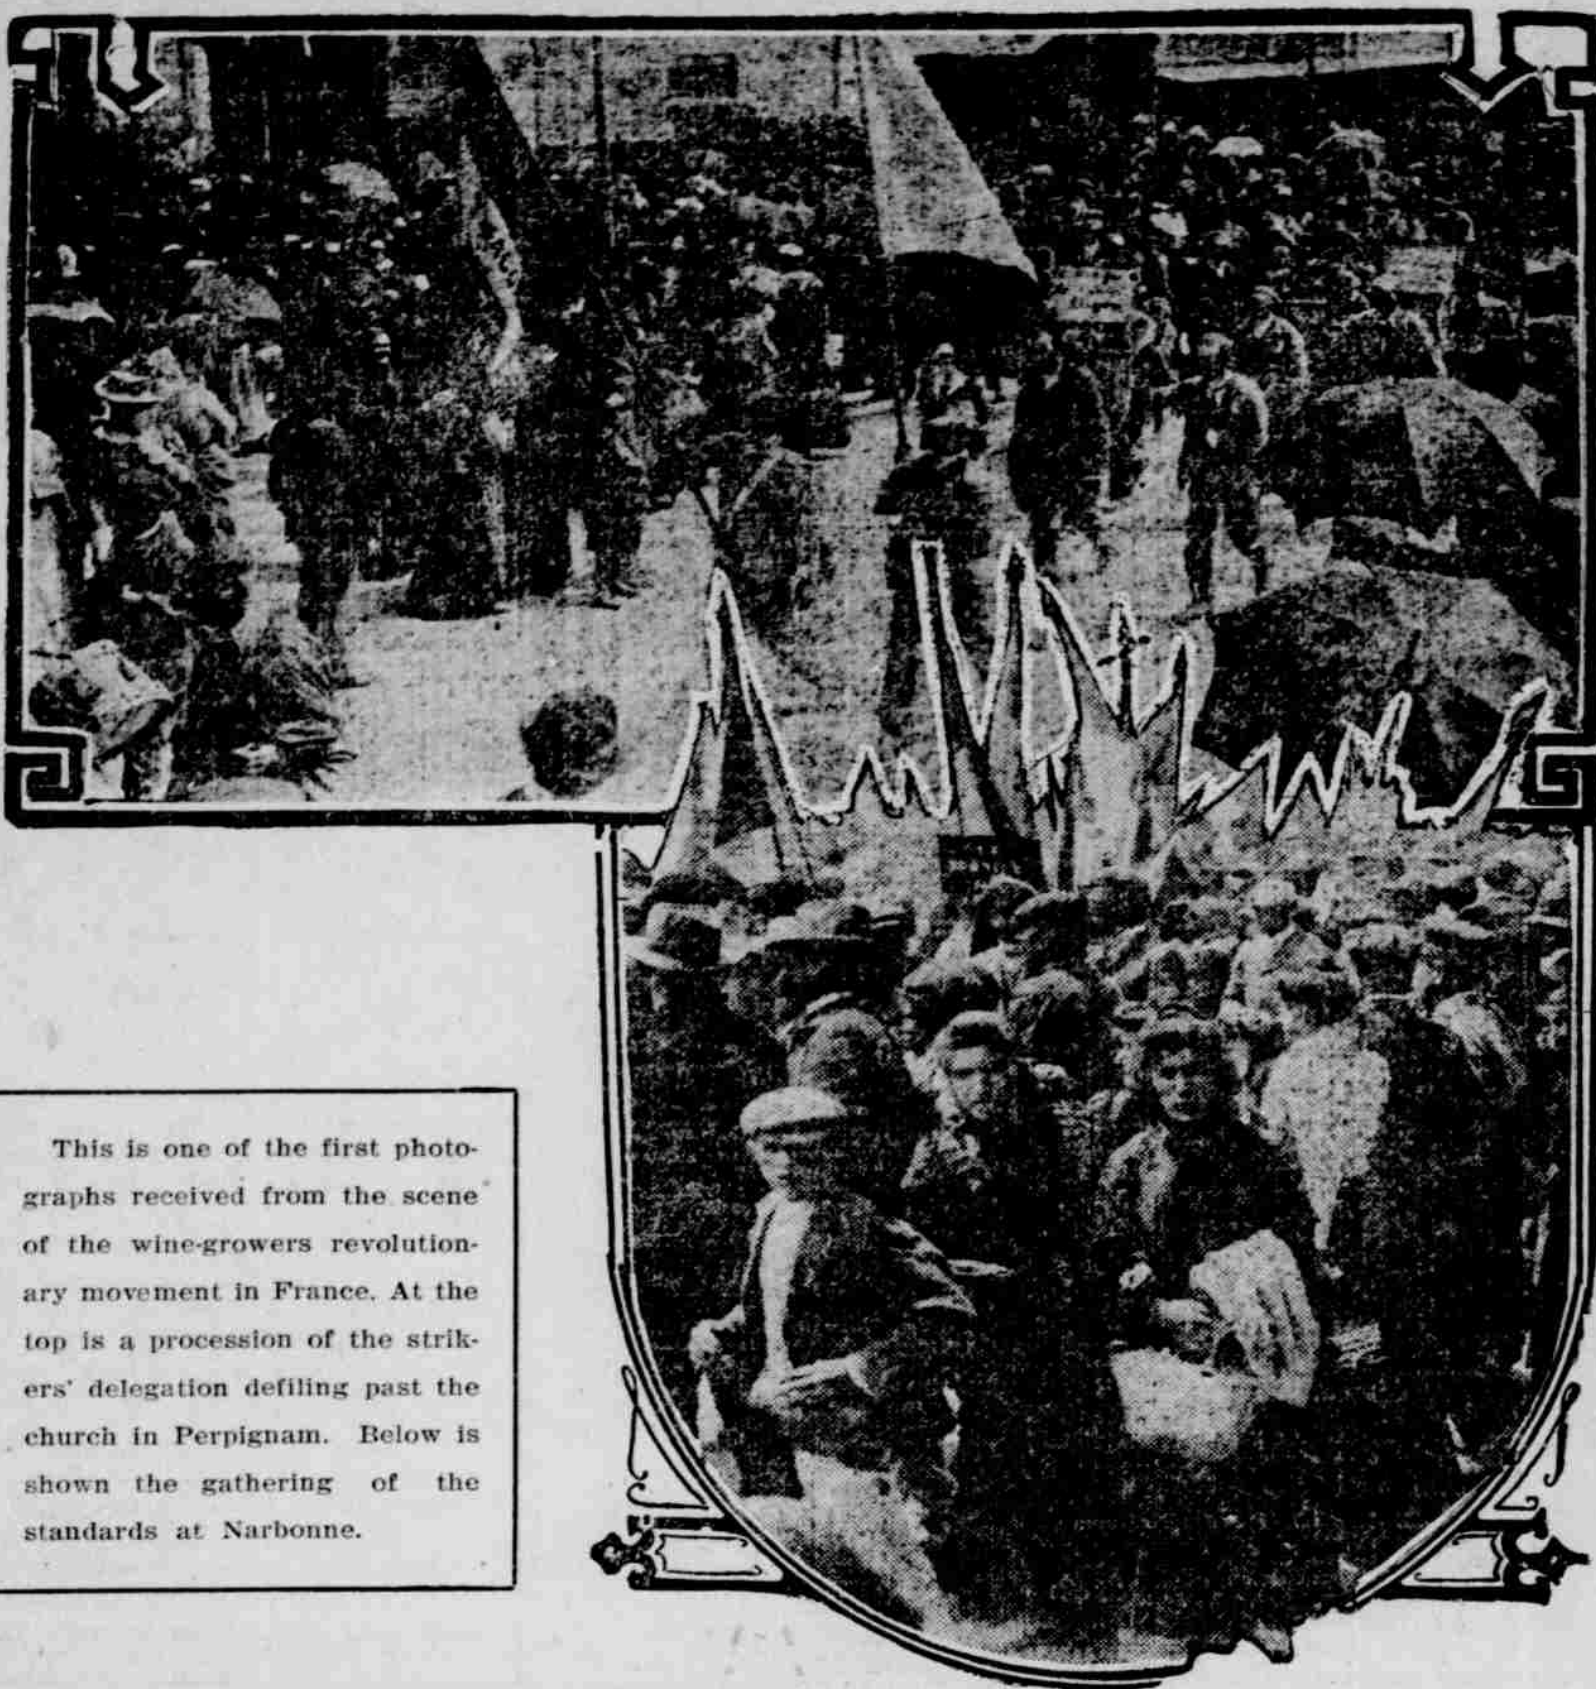 This is one of the first photo-
graphs received from the scene
of the wine-growers revolution-
ary movement in France. At the
top is a procession of the strik-
ers' delegation defiling past the
church in Perpignam. Below is
shown the gathering of the
standards at Narbonne.